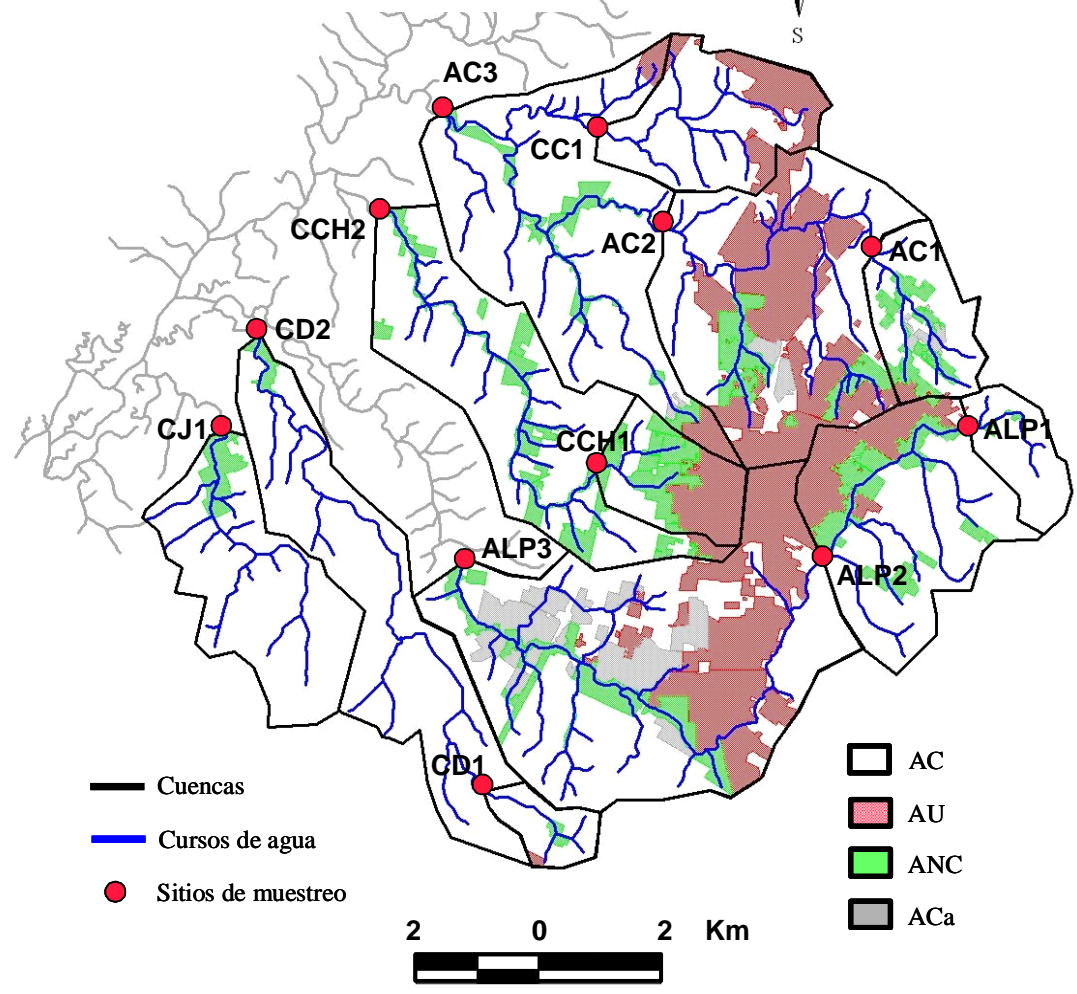 S
AC3
CC1
CCH2
AC2
AC1
CD2
CJ1
ALP1
CCH1
ALP3
ALP2
CD1
Cuencas
Cursos de agua
Sitios de muestreo
AC
AU
ANC
ACa
2 0 2 Km